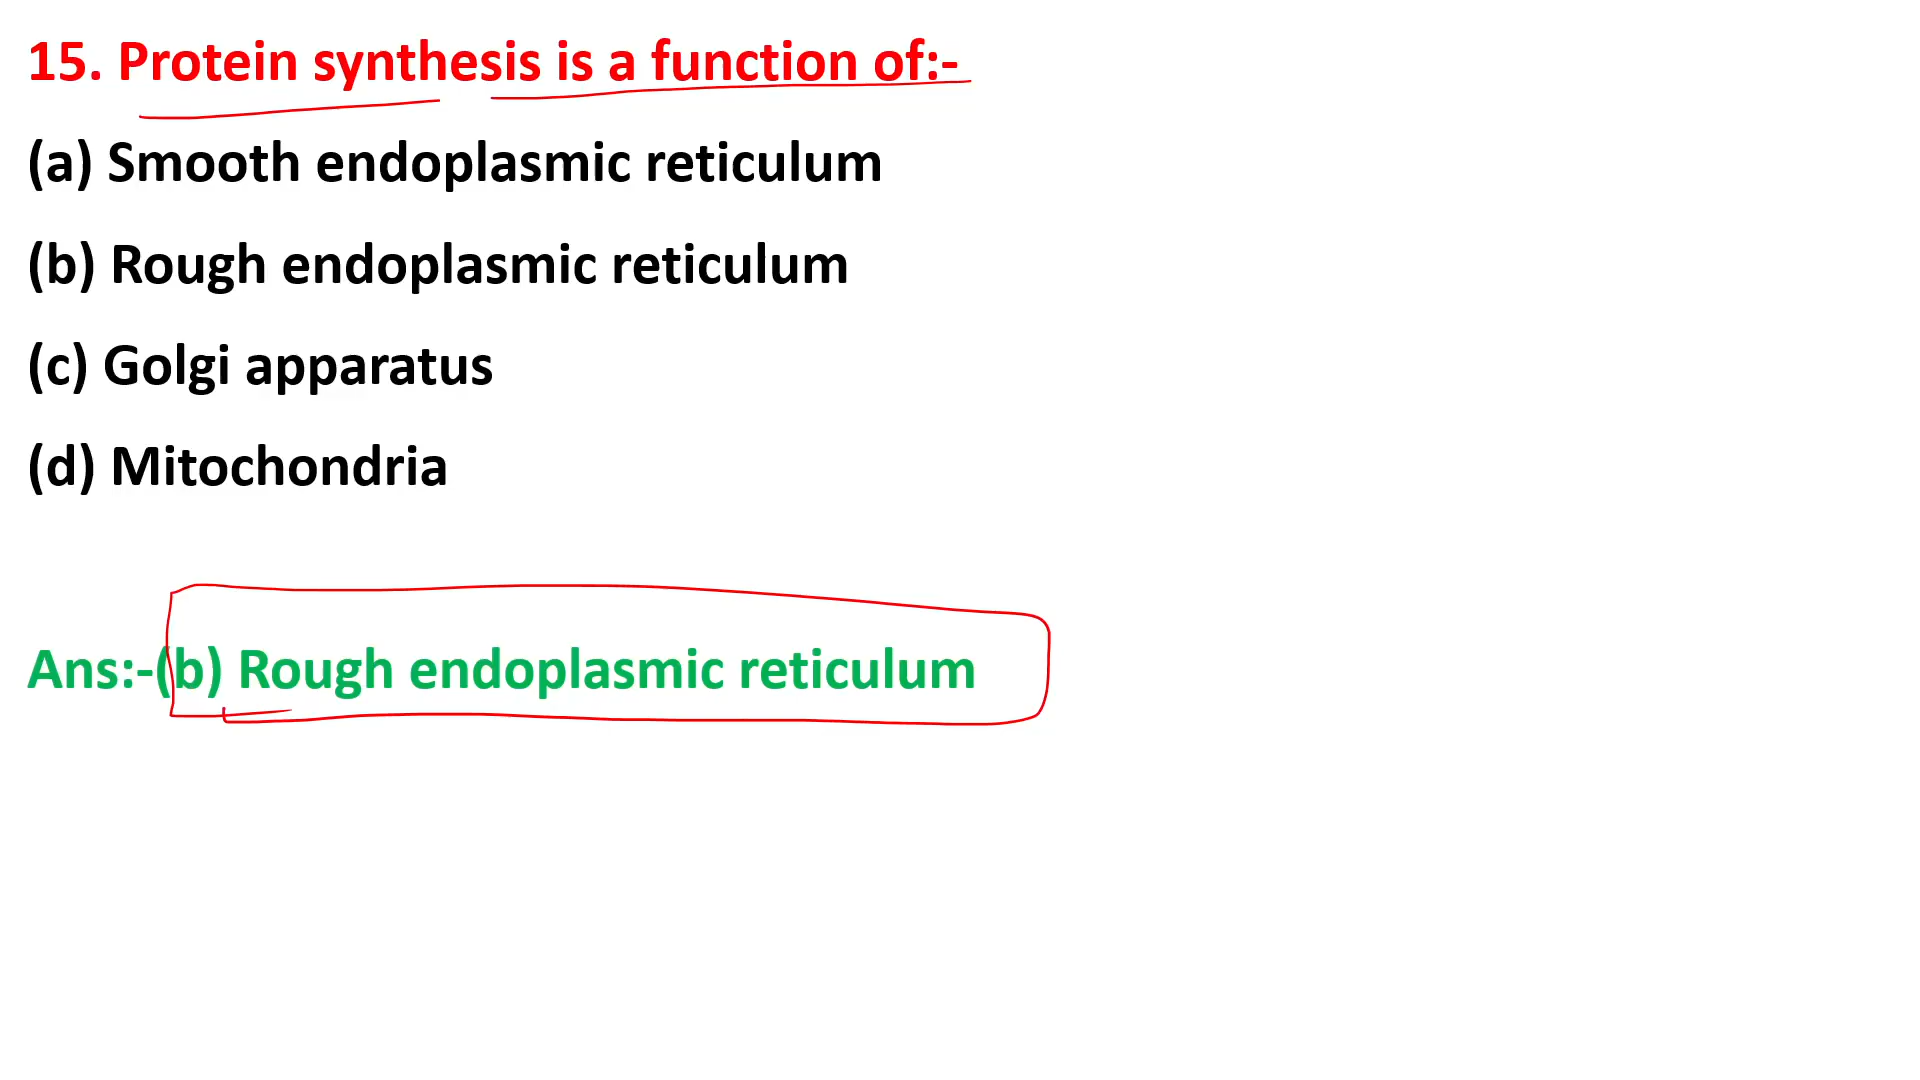 15. Protein synthesis is a function of:-
(a) Smooth endoplasmic reticulum
(b) Rough endoplasmic reticulum
(c) Golgi apparatus
(d) Mitochondria
Ans:-(b) Rough endoplasmic reticulum